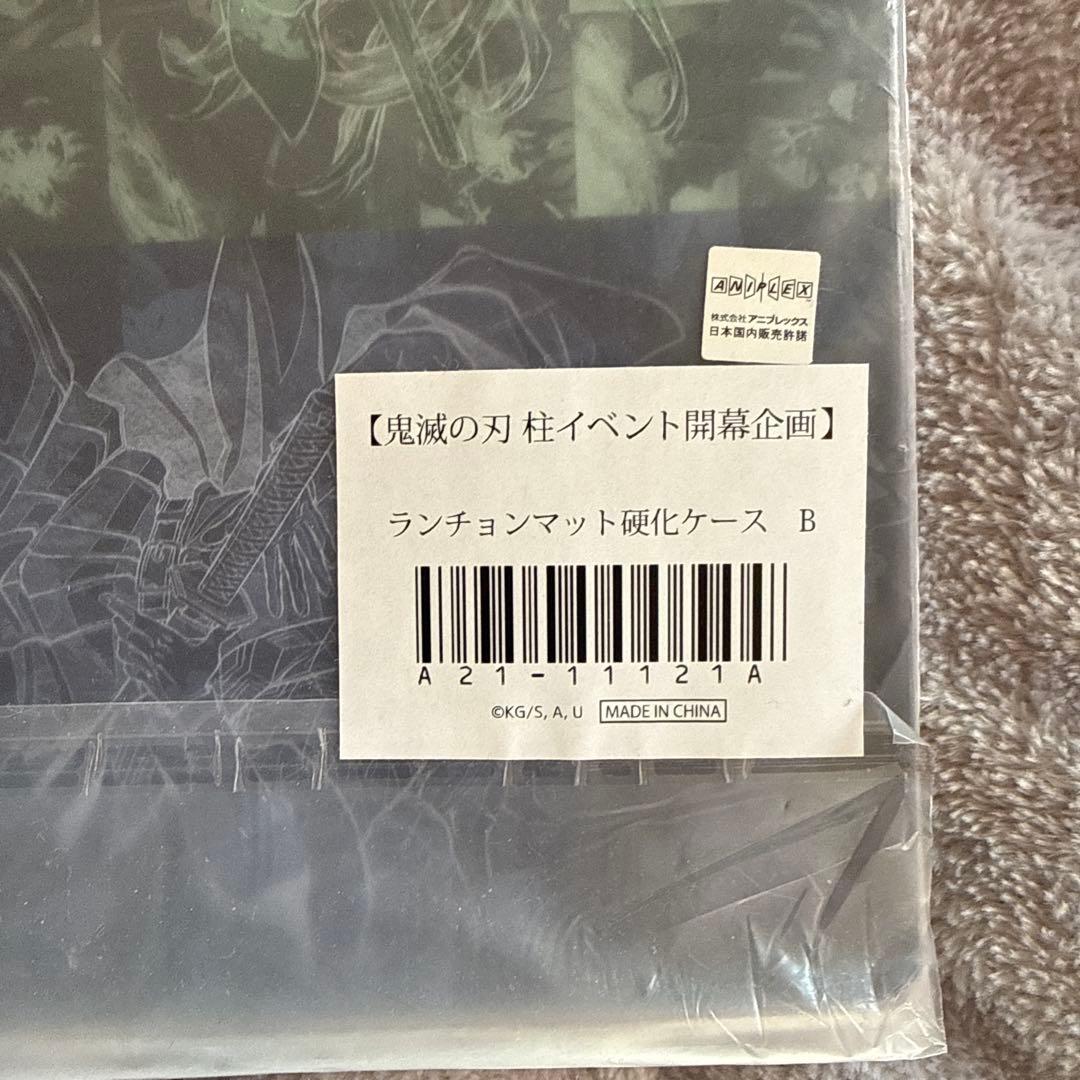 ANIPLEX
株式会社アニプレックス
日本国内販売許諾
【鬼滅の刃 柱イベント開幕企画】
ランチョンマット硬化ケース　B
A21-11121A
©KG/S, A, U MADE IN CHINA